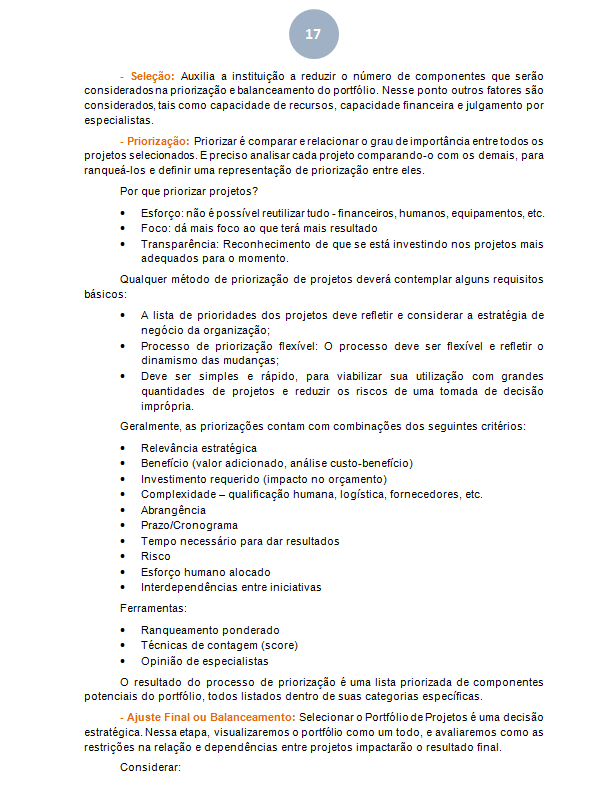 17
- Seleção: Auxilia a instituição a reduzir o número de componentes que serão
considerados na priorização e balanceamento do portfólio. Nesse ponto outros fatores são
considerados, tais como capacidade de recursos, capacidade financeira e julgamento por
especialistas.
- Priorização: Priorizar é comparar e relacionar o grau de importância entre todos os
projetos selecionados. E preciso analisar cada projeto comparando-o com os demais, para
ranqueá-los e definir uma representação de priorização entre eles.
Por que priorizar projetos?
• Esforço: não é possível reutilizar tudo - financeiros, humanos, equipamentos, etc.
• Foco: dá mais foco ao que terá mais resultado
• Transparência: Reconhecimento de que se está investindo nos projetos mais
adequados para o momento.
Qualquer método de priorização de projetos deverá contemplar alguns requisitos
básicos:
• A lista de prioridades dos projetos deve refletir e considerar a estratégia de
negócio da organização;
• Processo de priorização flexível: O processo deve ser flexível e refletir o
dinamismo das mudanças;
• Deve ser simples e rápido, para viabilizar sua utilização com grandes
quantidades de projetos e reduzir os riscos de uma tomada de decisão
imprópria.
Geralmente, as priorizações contam com combinações dos seguintes critérios:
• Relevância estratégica
• Benefício (valor adicionado, análise custo-benefício)
• Investimento requerido (impacto no orçamento)
• Complexidade – qualificação humana, logística, fornecedores, etc.
• Abrangência
• Prazo/Cronograma
• Tempo necessário para dar resultados
• Risco
• Esforço humano alocado
• Interdependências entre iniciativas
Ferramentas:
• Ranqueamento ponderado
• Técnicas de contagem (score)
• Opinião de especialistas
O resultado do processo de priorização é uma lista priorizada de componentes
potenciais do portfólio, todos listados dentro de suas categorias específicas.
- Ajuste Final ou Balanceamento: Selecionar o Portfólio de Projetos é uma decisão
estratégica. Nessa etapa, visualizaremos o portfólio como um todo, e avaliaremos como as
restrições na relação e dependências entre projetos impactarão o resultado final.
Considerar: